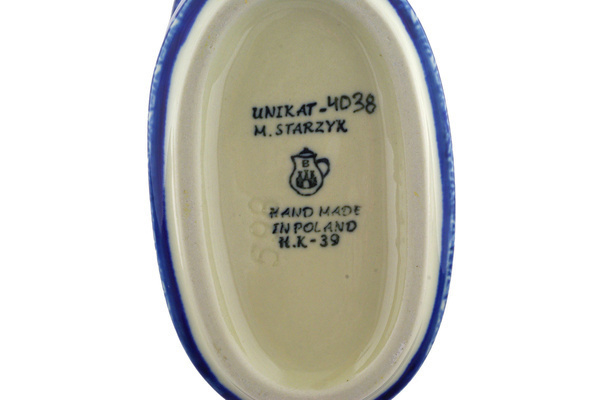 UNIKAT-4038
M. STARZYK
B
HAND MADE
IN POLAND
H.K-39